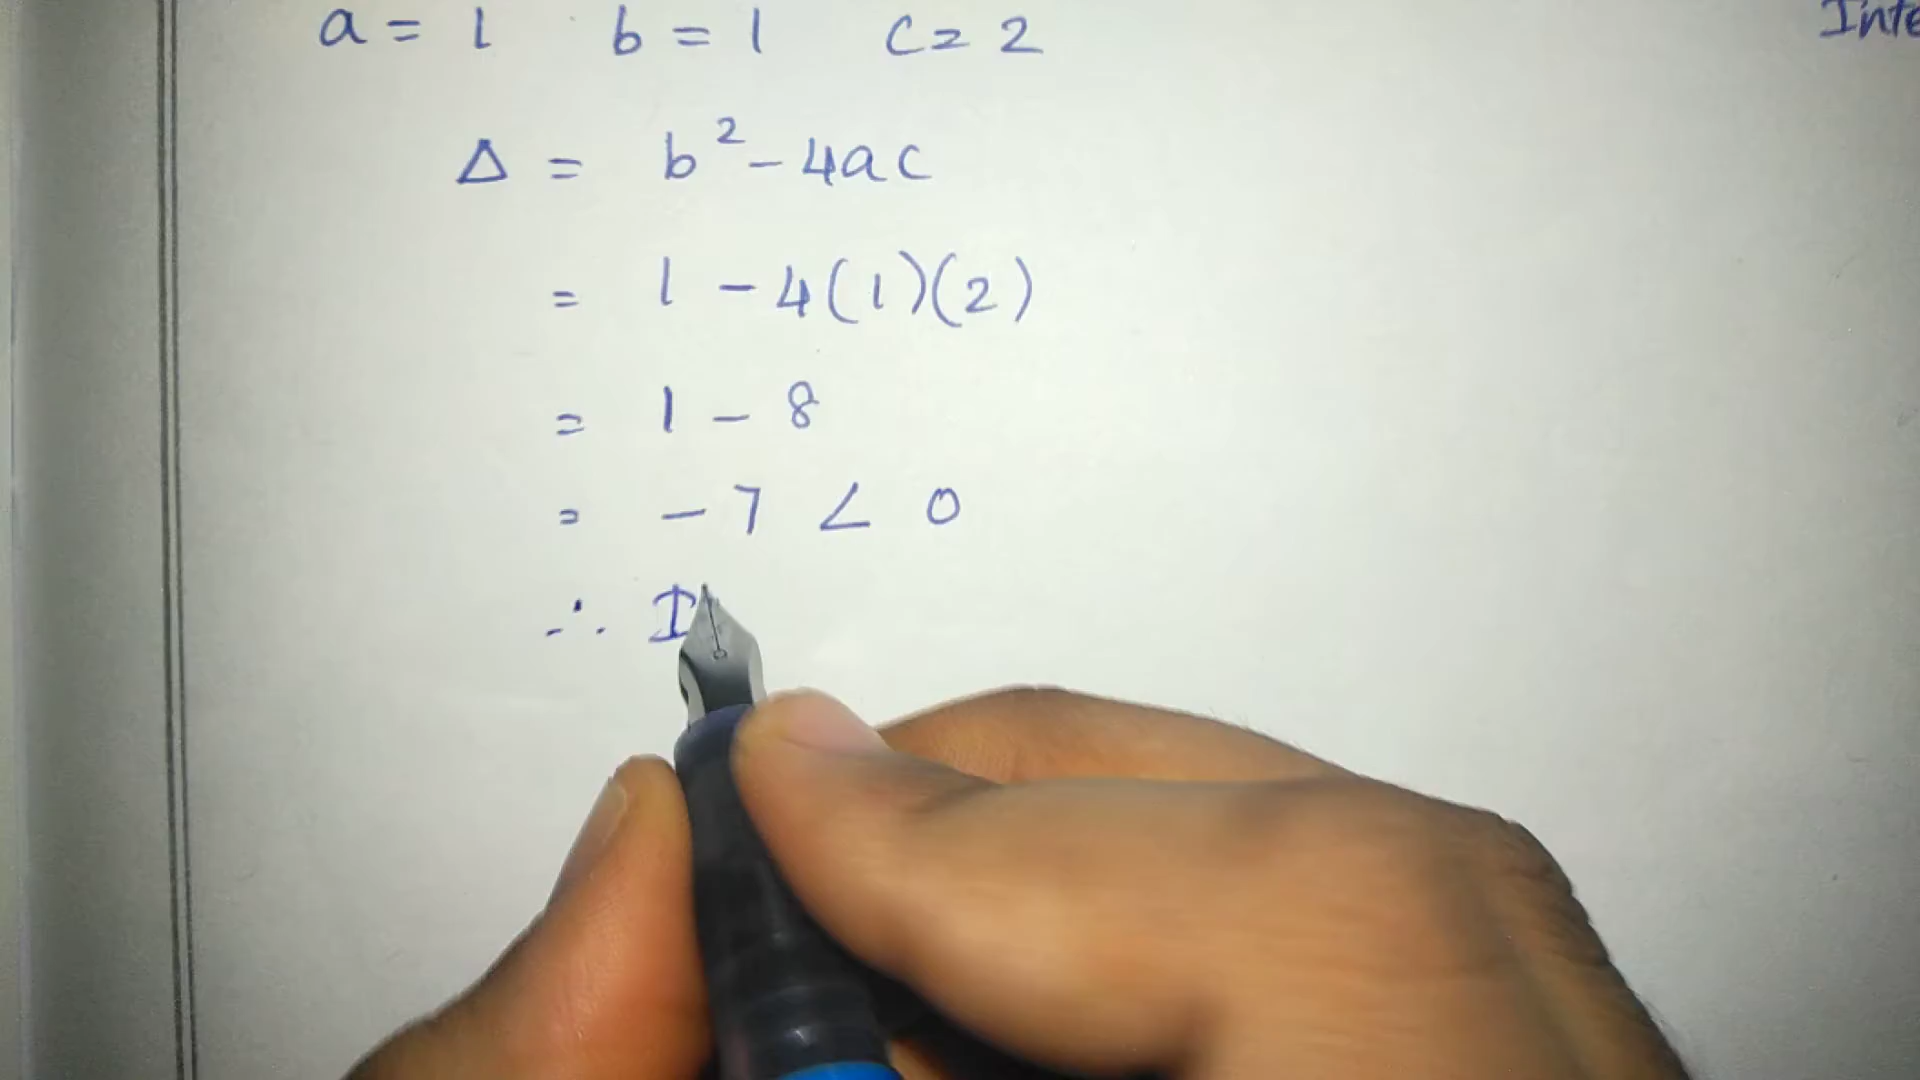 a = 1 b = 1 c = 2 Inte
Δ = b² - 4ac
= 1 - 4(1)(2)
= 1 - 8
= - 7 < 0
∴ I